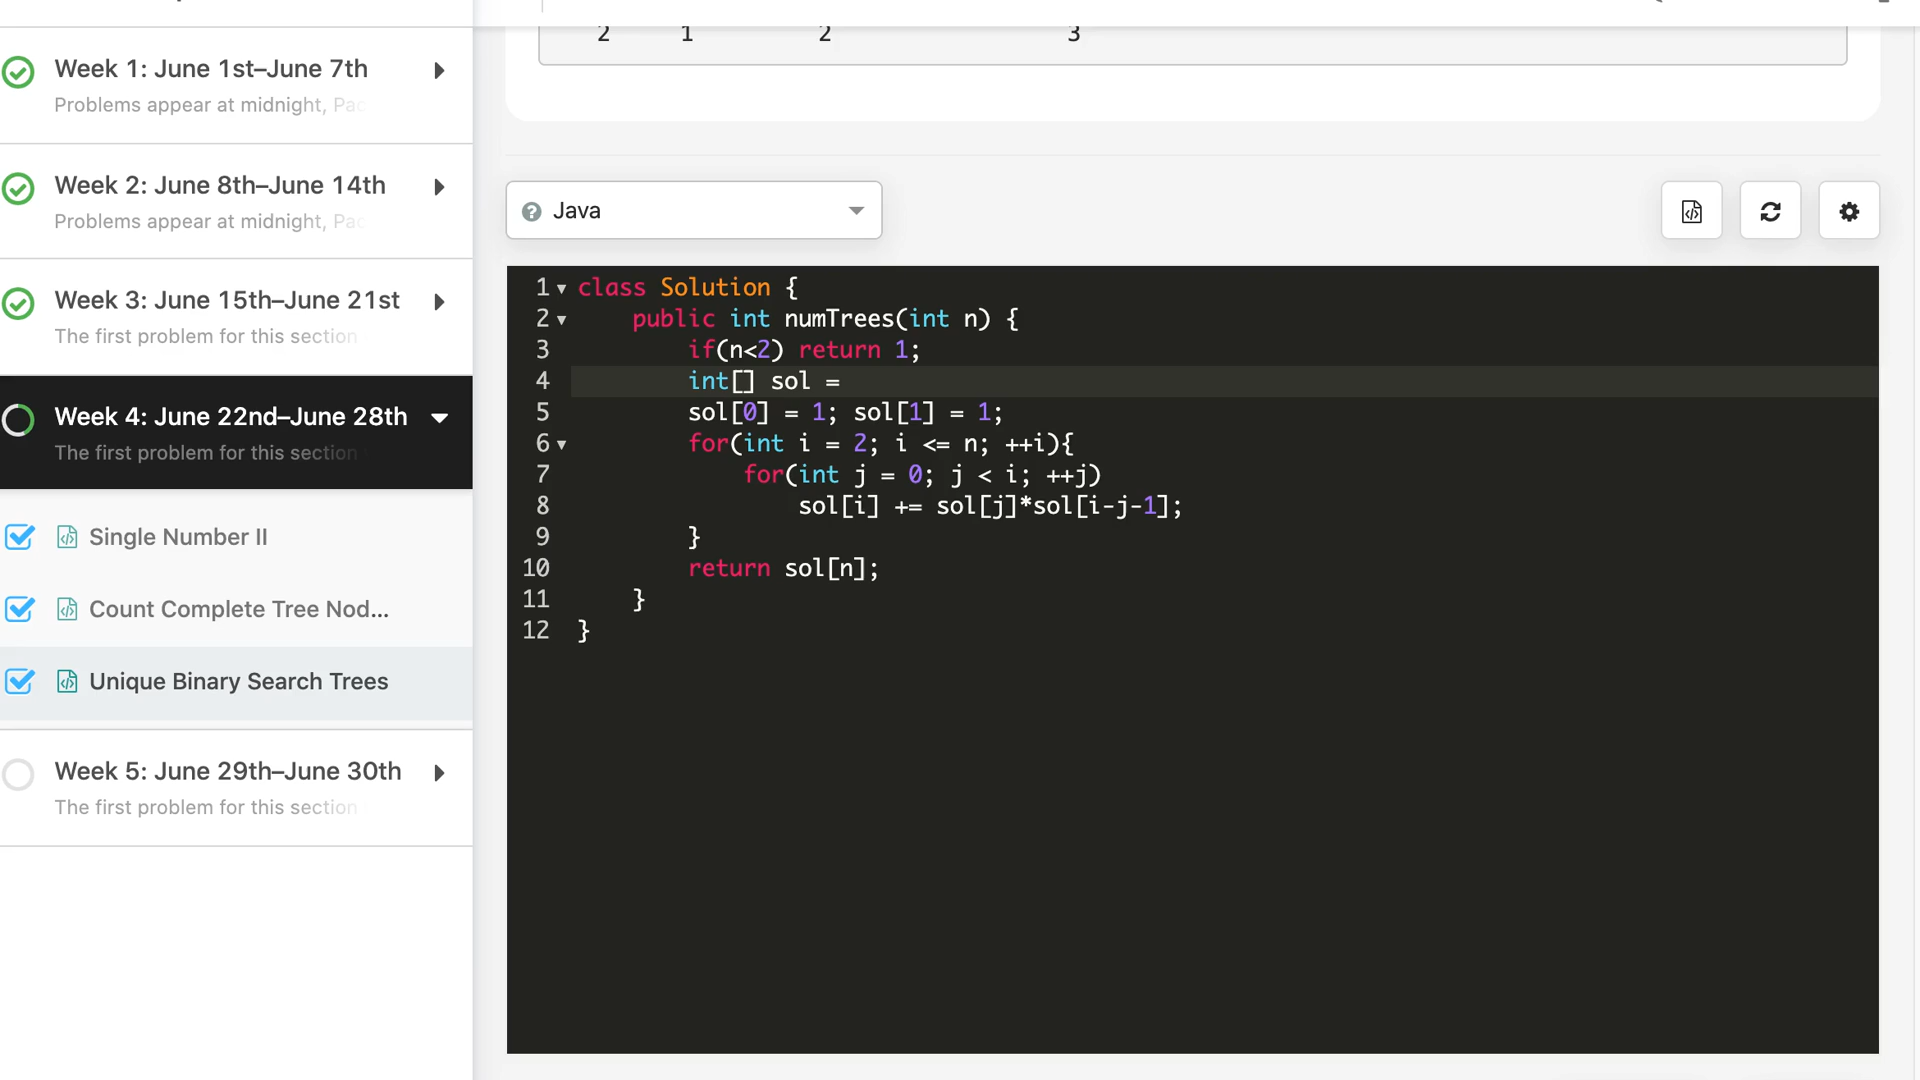 2 1 2 3
Week 1: June 1st–June 7th
Problems appear at midnight, Pac
Week 2: June 8th–June 14th
Problems appear at midnight, Pac
Week 3: June 15th–June 21st
The first problem for this section
Week 4: June 22nd–June 28th
The first problem for this section
Single Number II
Count Complete Tree Nod...
Unique Binary Search Trees
Week 5: June 29th–June 30th
The first problem for this section
Java
1 class Solution {
2     public int numTrees(int n) {
3         if(n<2) return 1;
4         int[] sol =
5         sol[0] = 1; sol[1] = 1;
6         for(int i = 2; i <= n; ++i){
7             for(int j = 0; j < i; ++j)
8                 sol[i] += sol[j]*sol[i-j-1];
9         }
10         return sol[n];
11     }
12 }